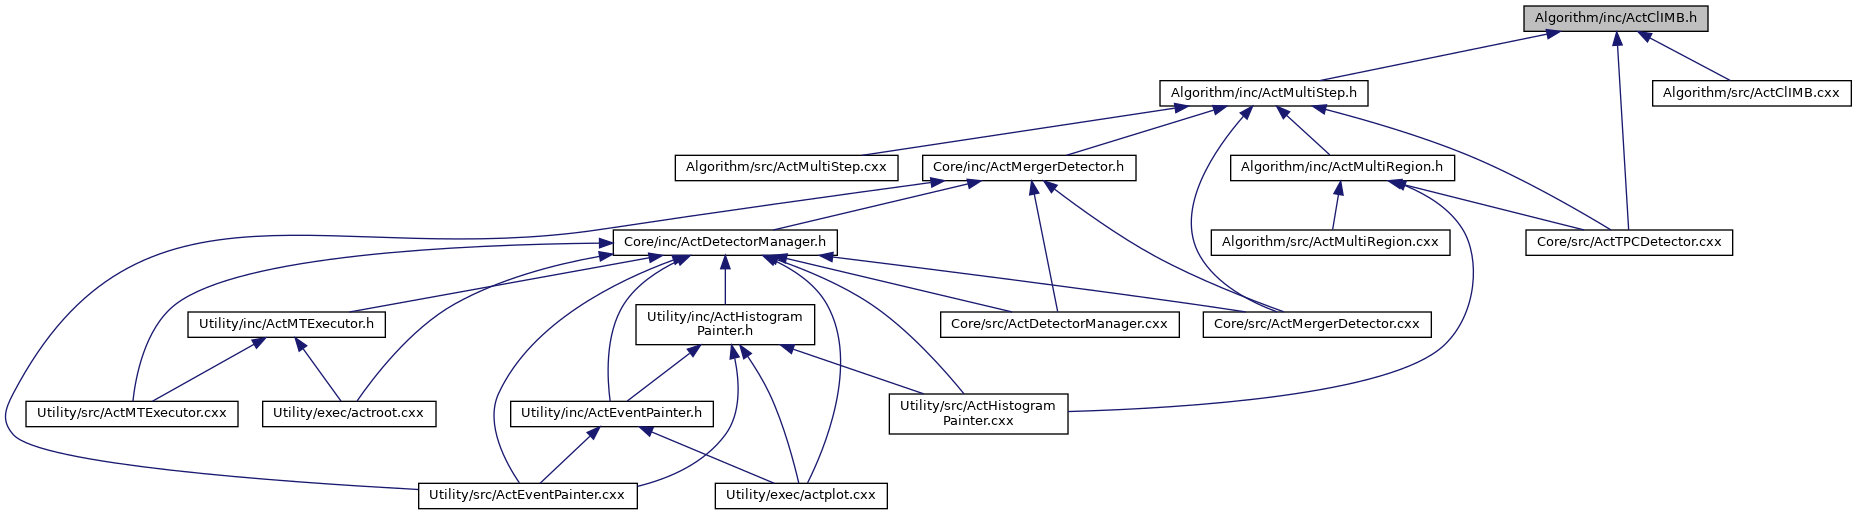 Algorithm/inc/ActClIMB.h
Algorithm/inc/ActMultiStep.h
Algorithm/src/ActClIMB.cxx
Algorithm/src/ActMultiStep.cxx
Core/inc/ActMergerDetector.h
Algorithm/inc/ActMultiRegion.h
Core/inc/ActDetectorManager.h
Algorithm/src/ActMultiRegion.cxx
Core/src/ActTPCDetector.cxx
Utility/inc/ActMTExecutor.h
Utility/inc/ActHistogram
Painter.h
Core/src/ActDetectorManager.cxx
Core/src/ActMergerDetector.cxx
Utility/src/ActMTExecutor.cxx
Utility/exec/actroot.cxx
Utility/inc/ActEventPainter.h
Utility/src/ActHistogram
Painter.cxx
Utility/src/ActEventPainter.cxx
Utility/exec/actplot.cxx